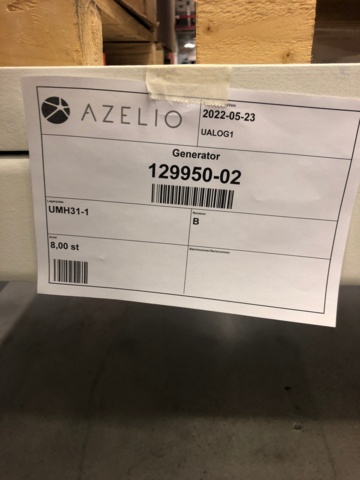 AZELIO
2022-05-23
UALOG1
Generator
129950-02
UMH31-1
B
8,00 st